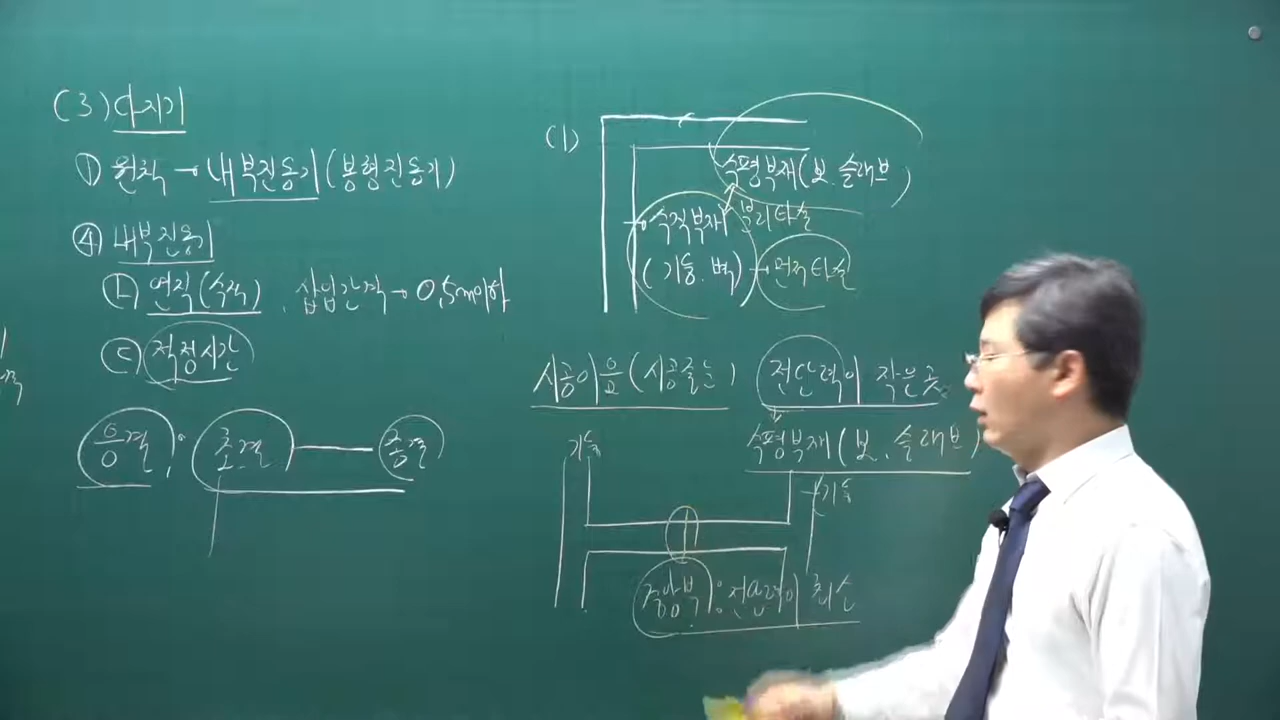 (3) 다지기
① 원칙 → 내부진동기 (봉형진동기)
④ 내부진동기
ㄴ 연직(수직), 삽입간격 → 0.5m이하
ㄷ 적정시간
응결 : 초결 — 종결
(1)
수평부재 (보, 슬래브)
수직부재 분리타설
(기둥, 벽) → 먼저타설
시공이음 (시공줄눈) 전단력이 작은곳
수평부재 (보, 슬래브)
기둥
기둥
중앙부 : 전단력이 최소